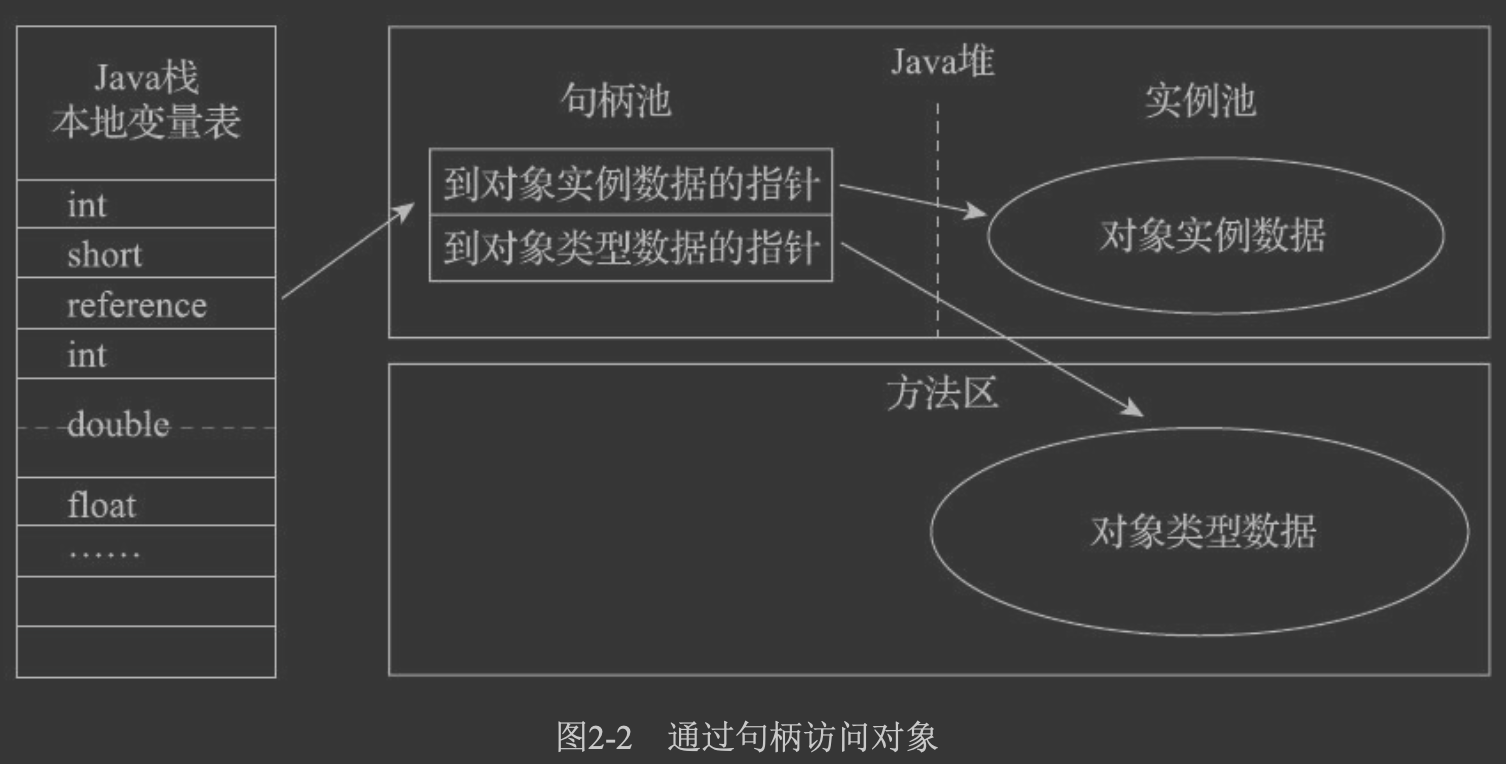 Java栈
本地变量表
int
short
reference
int
double
float
……
Java堆
句柄池
实例池
到对象实例数据的指针
到对象类型数据的指针
对象实例数据
方法区
对象类型数据
图2-2 通过句柄访问对象